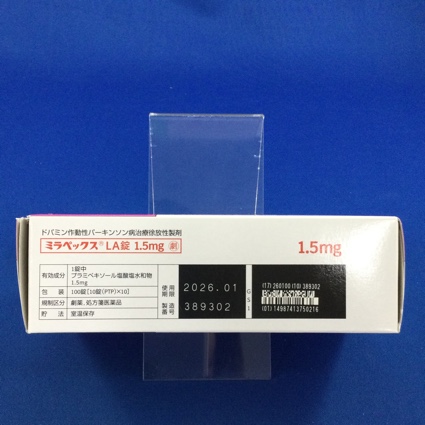 ドパミン作動性パーキンソン病治療徐放性製剤
ミラペックス®LA錠 1.5mg 劇
1.5mg
有効成分 1錠中 プラミペキソール塩酸塩水和物 1.5mg
包 装 100錠[10錠(PTP)×10]
規制区分 劇薬、処方箋医薬品
貯 法 室温保存
使用期限 2026.01
製造番号 389302
GS1
(17) 260100 (10) 389302
(01) 14987413750216